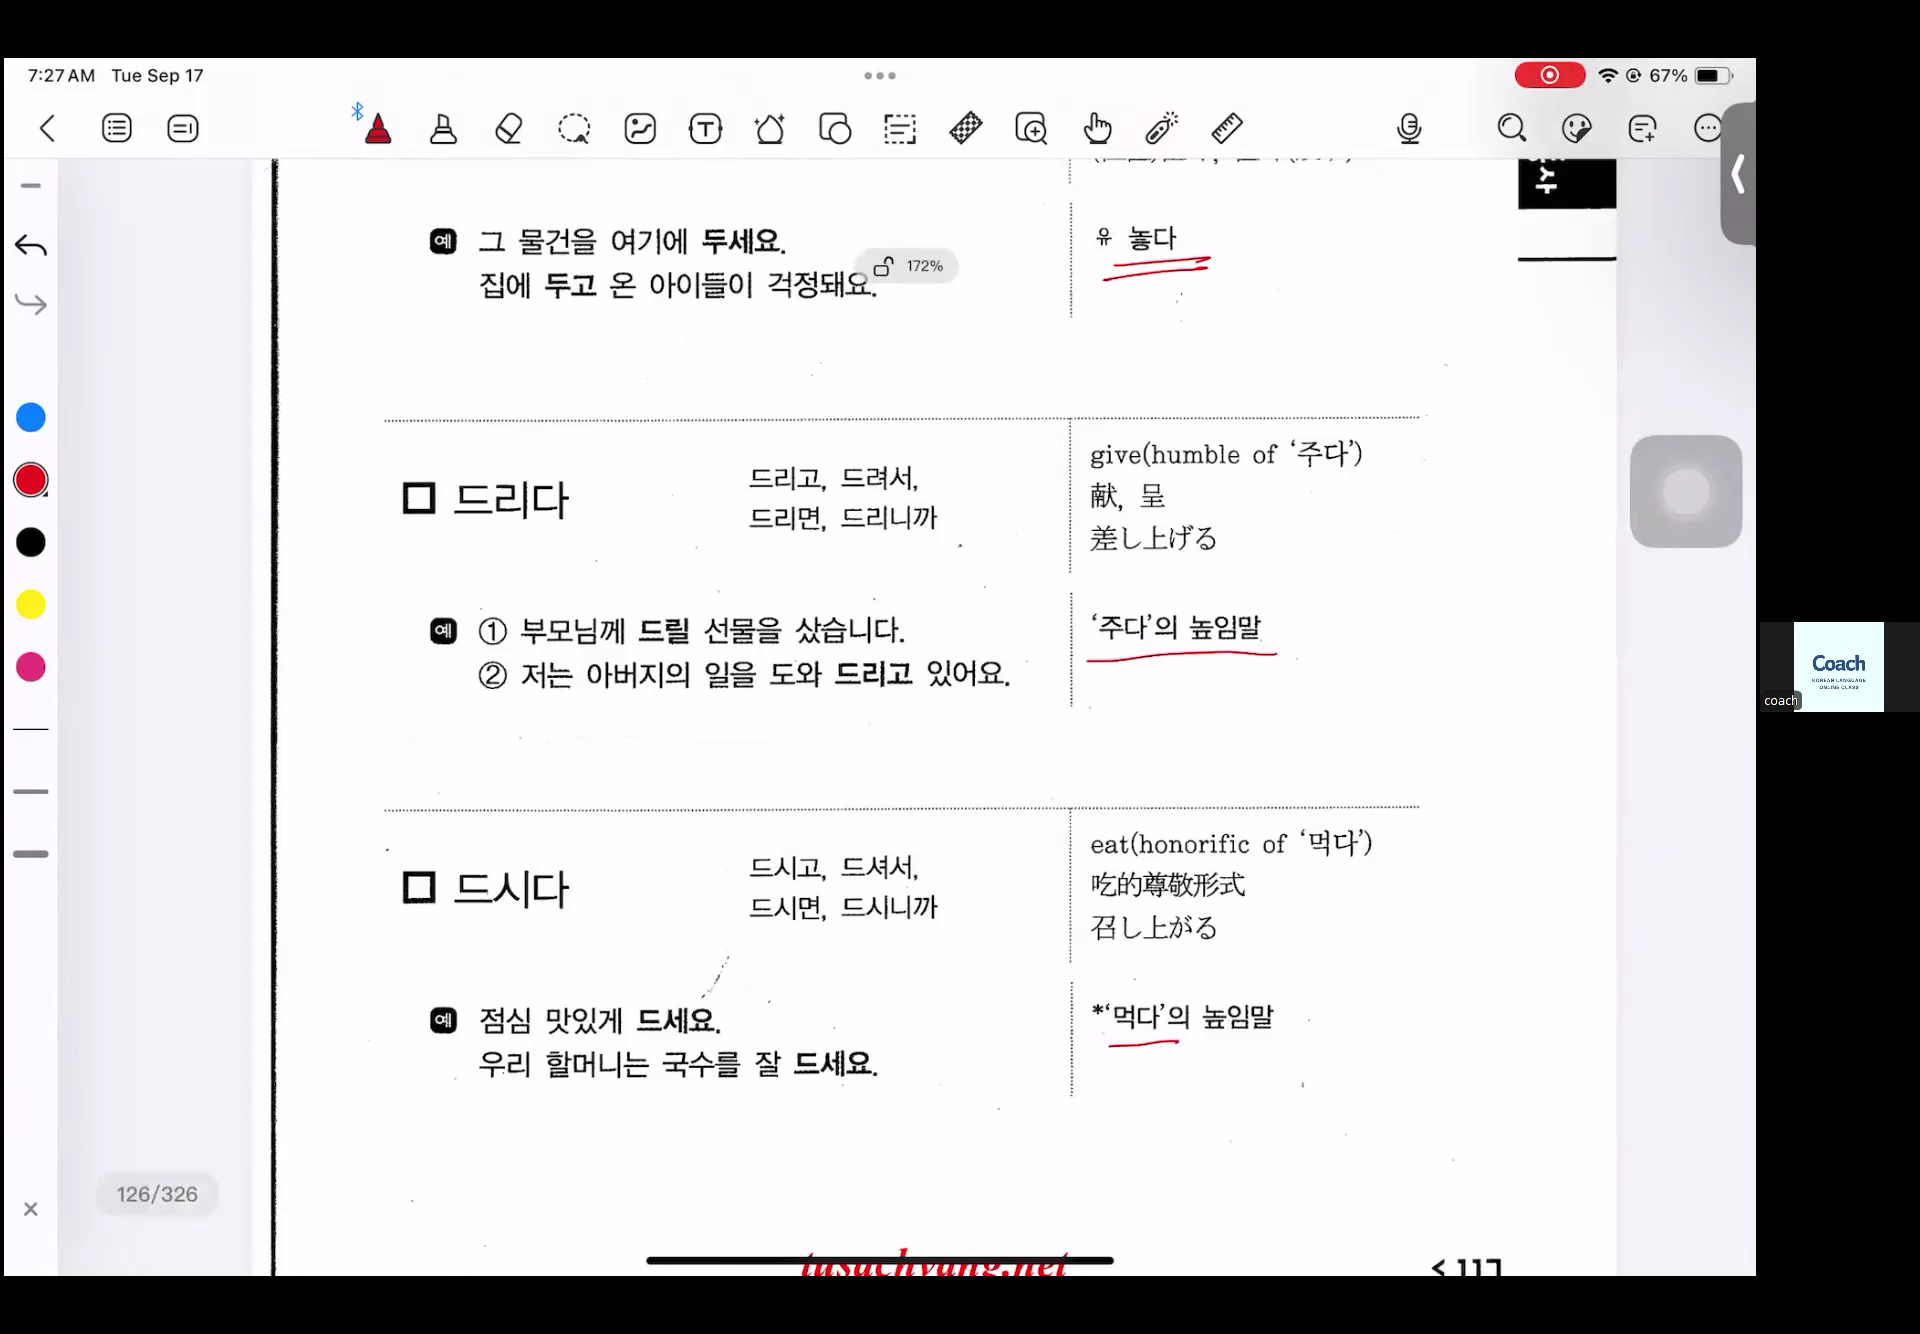 7:27 AM Tue Sep 17
67%
예 그 물건을 여기에 두세요.
집에 두고 온 아이들이 걱정돼요.
172%
유 놓다
드리다
드리고, 드려서,
드리면, 드리니까
give(humble of ‘주다’)
献, 呈
差し上げる
예 ① 부모님께 드릴 선물을 샀습니다.
② 저는 아버지의 일을 도와 드리고 있어요.
‘주다’의 높임말
드시다
드시고, 드셔서,
드시면, 드시니까
eat(honorific of ‘먹다’)
吃的尊敬形式
召し上がる
예 점심 맛있게 드세요.
우리 할머니는 국수를 잘 드세요.
*‘먹다’의 높임말
126/326
tusachvang.net
< 117
Coach
KOREAN LANGUAGE
ONLINE CLASS
coach